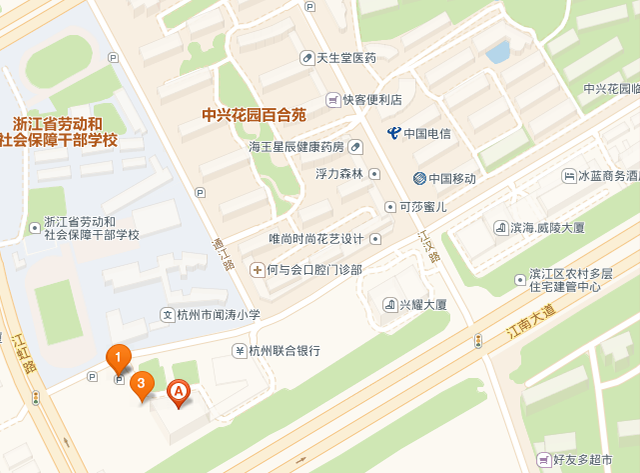 P
天生堂医药
P
快客便利店
中兴花园临
中兴花园百合苑
浙江省劳动和
社会保障干部学校
中国电信
海王星辰健康药房
浮力森林
中国移动
冰蓝商务酒店
P
可莎蜜儿
浙江省劳动和
社会保障干部学校
滨海.威陵大厦
唯尚时尚花艺设计
江汉路
通江路
何与会口腔门诊部
滨江区农村多层
住宅建管中心
文
杭州市闻涛小学
兴耀大厦
江南大道
江虹路
¥
杭州联合银行
1
P
P
3
A
好友多超市